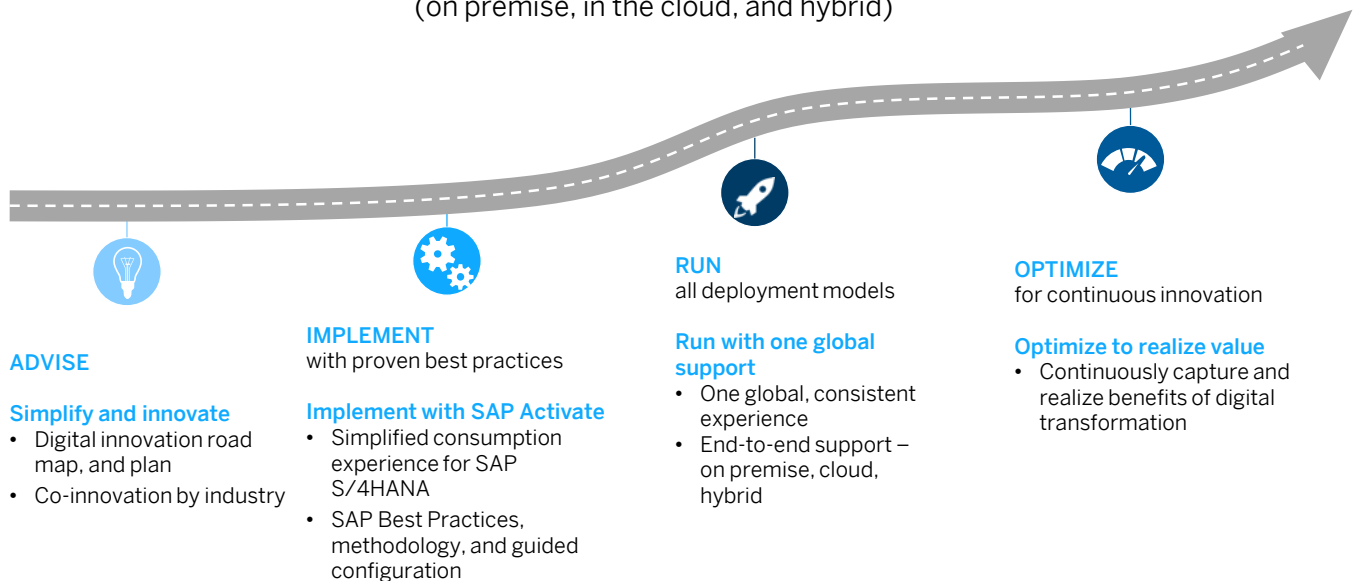 (on premise, in the cloud, and hybrid)
ADVISE
Simplify and innovate
• Digital innovation road
map, and plan
• Co-innovation by industry
IMPLEMENT
with proven best practices
Implement with SAP Activate
• Simplified consumption
experience for SAP
S/4HANA
• SAP Best Practices,
methodology, and guided
configuration
RUN
all deployment models
Run with one global
support
• One global, consistent
experience
• End-to-end support –
on premise, cloud,
hybrid
OPTIMIZE
for continuous innovation
Optimize to realize value
• Continuously capture and
realize benefits of digital
transformation